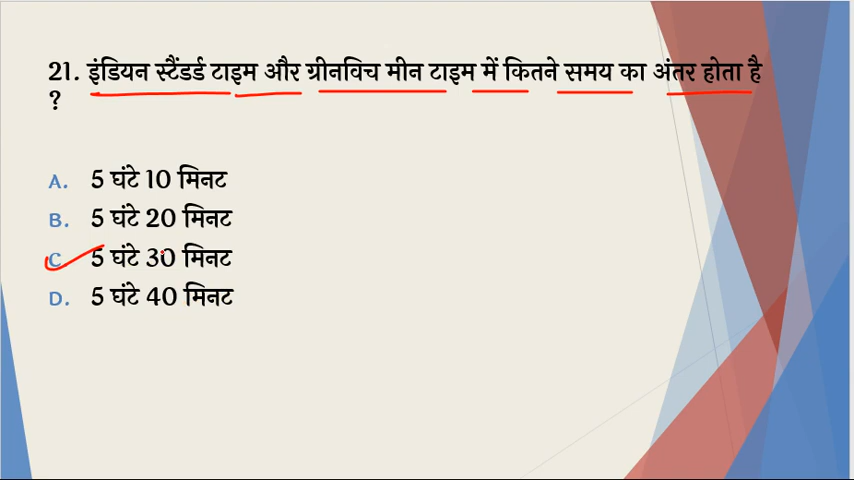 21. इंडियन स्टैंडर्ड टाइम और ग्रीनविच मीन टाइम में कितने समय का अंतर होता है
?
A. 5 घंटे 10 मिनट
B. 5 घंटे 20 मिनट
C. 5 घंटे 30 मिनट
D. 5 घंटे 40 मिनट